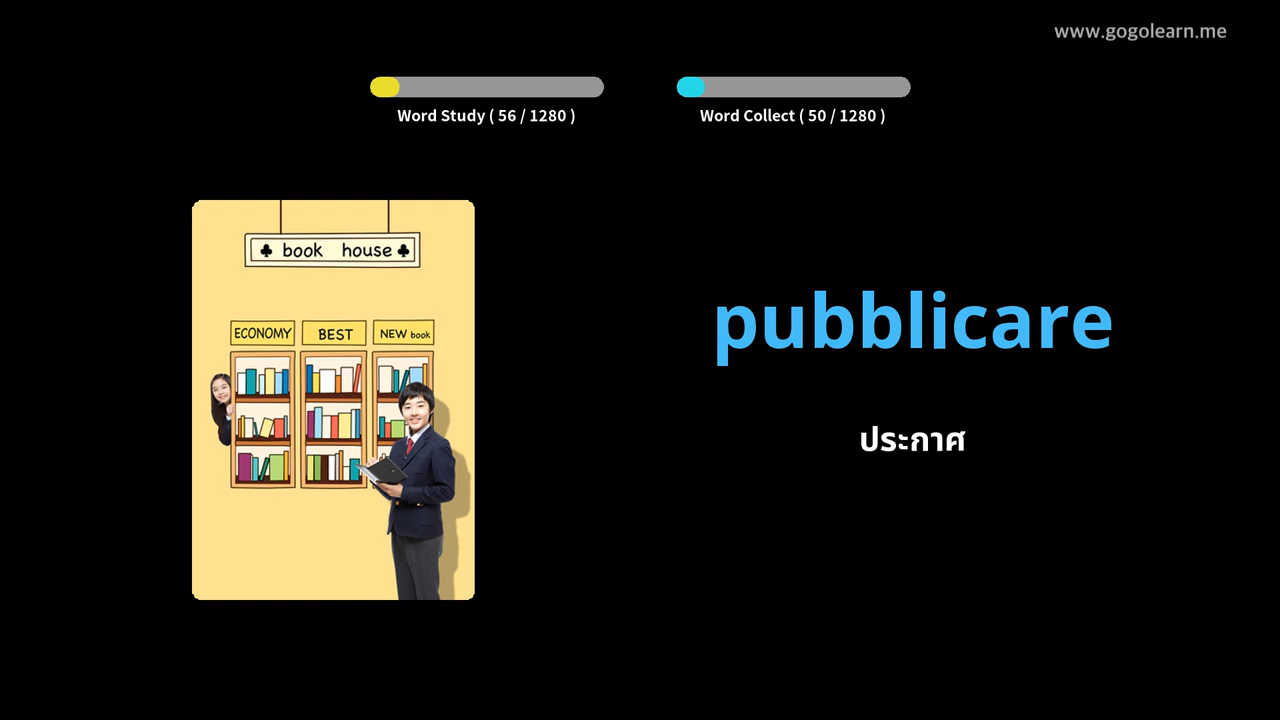 www.gogolearn.me
Word Study ( 56 / 1280 )
Word Collect ( 50 / 1280 )
♣ book house ♣
ECONOMY
BEST
NEW book
pubblicare
ประกาศ